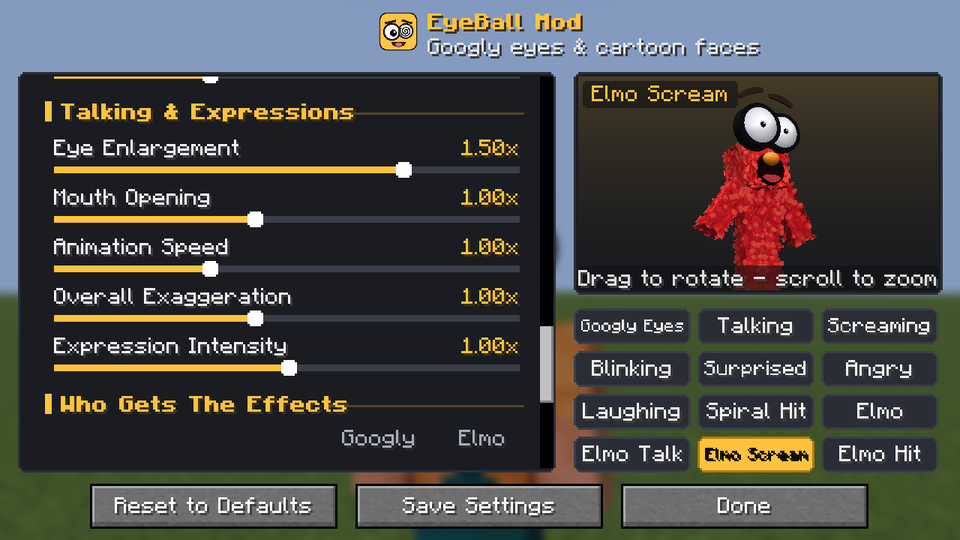 EyeBall Mod
Googly eyes & cartoon faces
Talking & Expressions
Eye Enlargement 1.50x
Mouth Opening 1.00x
Animation Speed 1.00x
Overall Exaggeration 1.00x
Expression Intensity 1.00x
Who Gets The Effects
Googly Elmo
Elmo Scream
Drag to rotate - scroll to zoom
Googly Eyes Talking Screaming
Blinking Surprised Angry
Laughing Spiral Hit Elmo
Elmo Talk Elmo Scream Elmo Hit
Reset to Defaults Save Settings Done